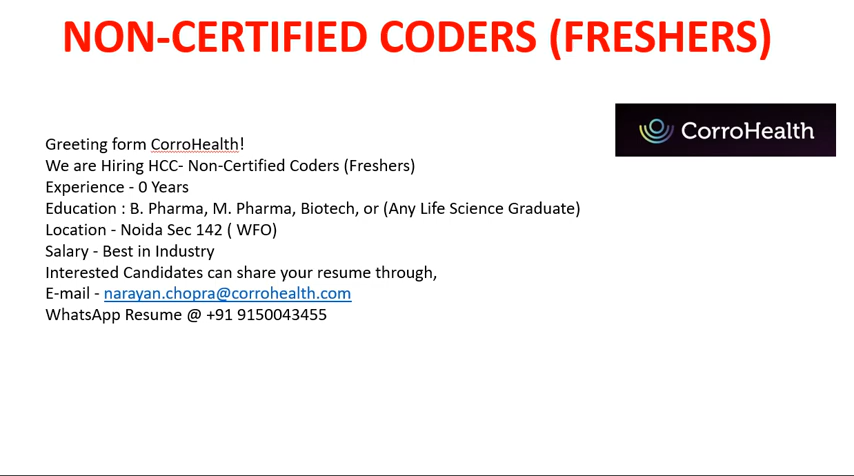 NON-CERTIFIED CODERS (FRESHERS)
CorroHealth
Greeting form CorroHealth!
We are Hiring HCC- Non-Certified Coders (Freshers)
Experience - 0 Years
Education : B. Pharma, M. Pharma, Biotech, or (Any Life Science Graduate)
Location - Noida Sec 142 ( WFO)
Salary - Best in Industry
Interested Candidates can share your resume through,
E-mail - narayan.chopra@corrohealth.com
WhatsApp Resume @ +91 9150043455